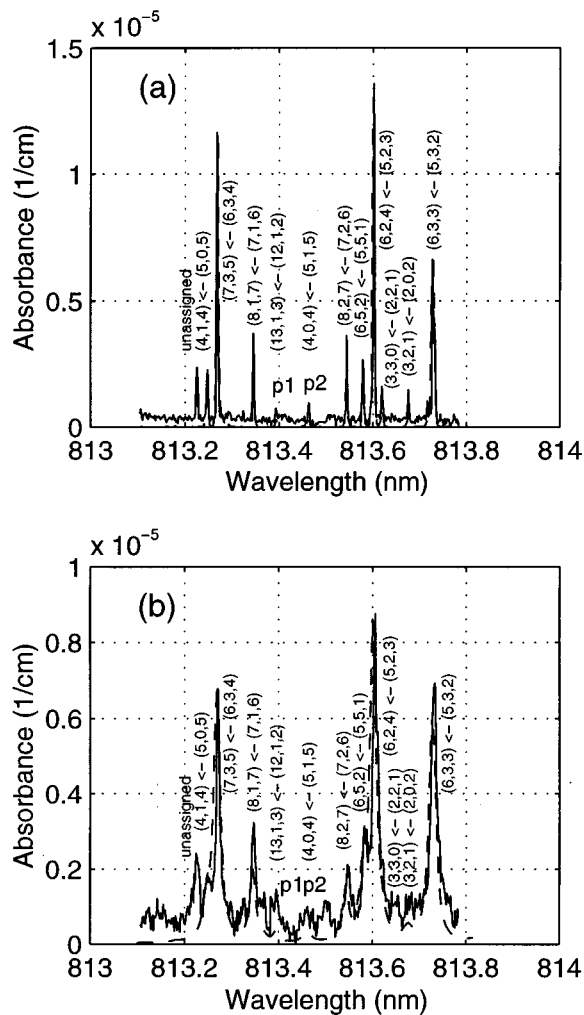 x 10⁻⁵
(a)
1.5
1
0.5
0
Absorbance (1/cm)
unassigned
(4,1,4) <– (5,0,5)
(7,3,5) <– (6,3,4)
(8,1,7) <– (7,1,6)
(13,1,3) <– (12,1,2)
(4,0,4) <– (5,1,5)
p1 p2
(8,2,7) <– (7,2,6)
(6,5,2) <– (5,5,1)
(6,2,4) <– [5,2,3)
(3,3,0) <– (2,2,1)
(3,2,1) <– [2,0,2)
(6,3,3) <– [5,3,2)
813 813.2 813.4 813.6 813.8 814
Wavelength (nm)
x 10⁻⁵
(b)
1
0.8
0.6
0.4
0.2
0
Absorbance (1/cm)
unassigned
(4,1,4) <– (5,0,5)
(7,3,5) <– (6,3,4)
(8,1,7) <– (7,1,6)
(13,1,3) <– (12,1,2)
(4,0,4) <– (5,1,5)
p1p2
(8,2,7) <– (7,2,6)
(6,5,2) <– (5,5,1)
(6,2,4) <– (5,2,3)
(3,3,0) <– (2,2,1)
(3,2,1) <– (2,0,2)
(6,3,3) <– (5,3,2)
813 813.2 813.4 813.6 813.8 814
Wavelength (nm)